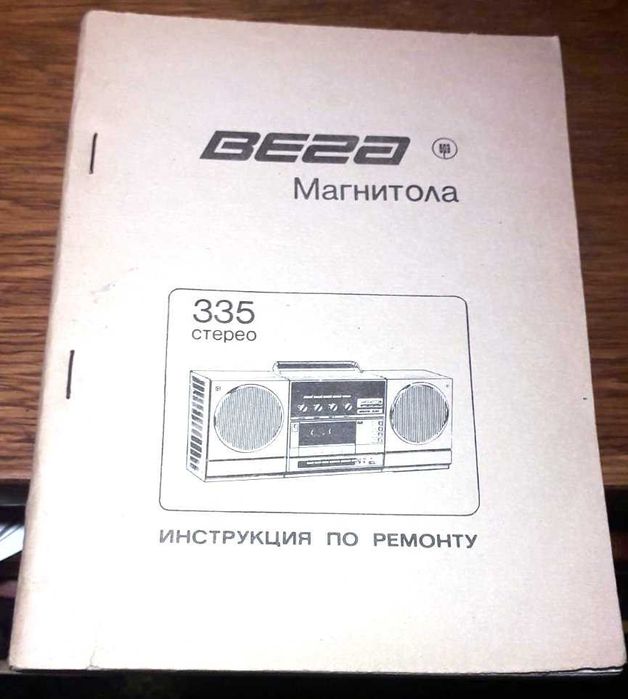 Вега
Магнитола
335
стерео
ИНСТРУКЦИЯ ПО РЕМОНТУ